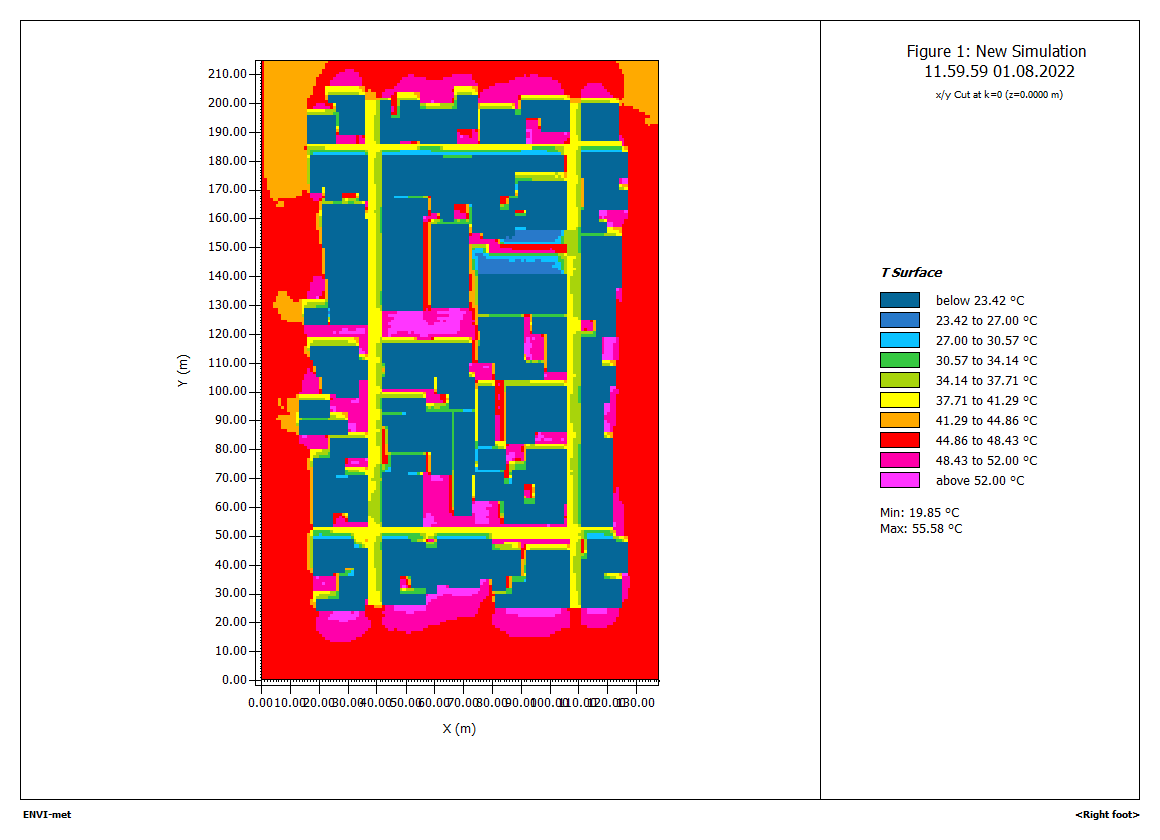 Figure 1: New Simulation
11.59.59 01.08.2022
x/y Cut at k=0 (z=0.0000 m)
210.00
200.00
190.00
180.00
170.00
160.00
150.00
140.00
130.00
120.00
110.00
100.00
90.00
80.00
70.00
60.00
50.00
40.00
30.00
20.00
10.00
0.00
Y (m)
0.00 10.00 20.00 30.00 40.00 50.00 60.00 70.00 80.00 90.00 100.00 110.00 120.00 130.00
X (m)
T Surface
below 23.42 °C
23.42 to 27.00 °C
27.00 to 30.57 °C
30.57 to 34.14 °C
34.14 to 37.71 °C
37.71 to 41.29 °C
41.29 to 44.86 °C
44.86 to 48.43 °C
48.43 to 52.00 °C
above 52.00 °C
Min: 19.85 °C
Max: 55.58 °C
ENVI-met
<Right foot>